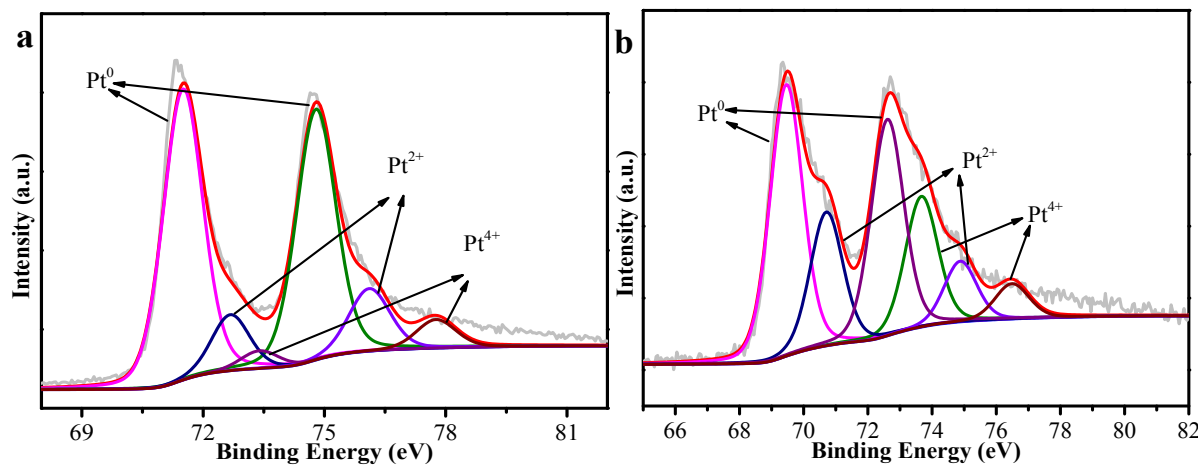 a
Pt0
Pt2+
Pt4+
Intensity (a.u.)
69 72 75 78 81
Binding Energy (eV)
b
Pt0
Pt2+
Pt4+
Intensity (a.u.)
66 68 70 72 74 76 78 80 82
Binding Energy (eV)